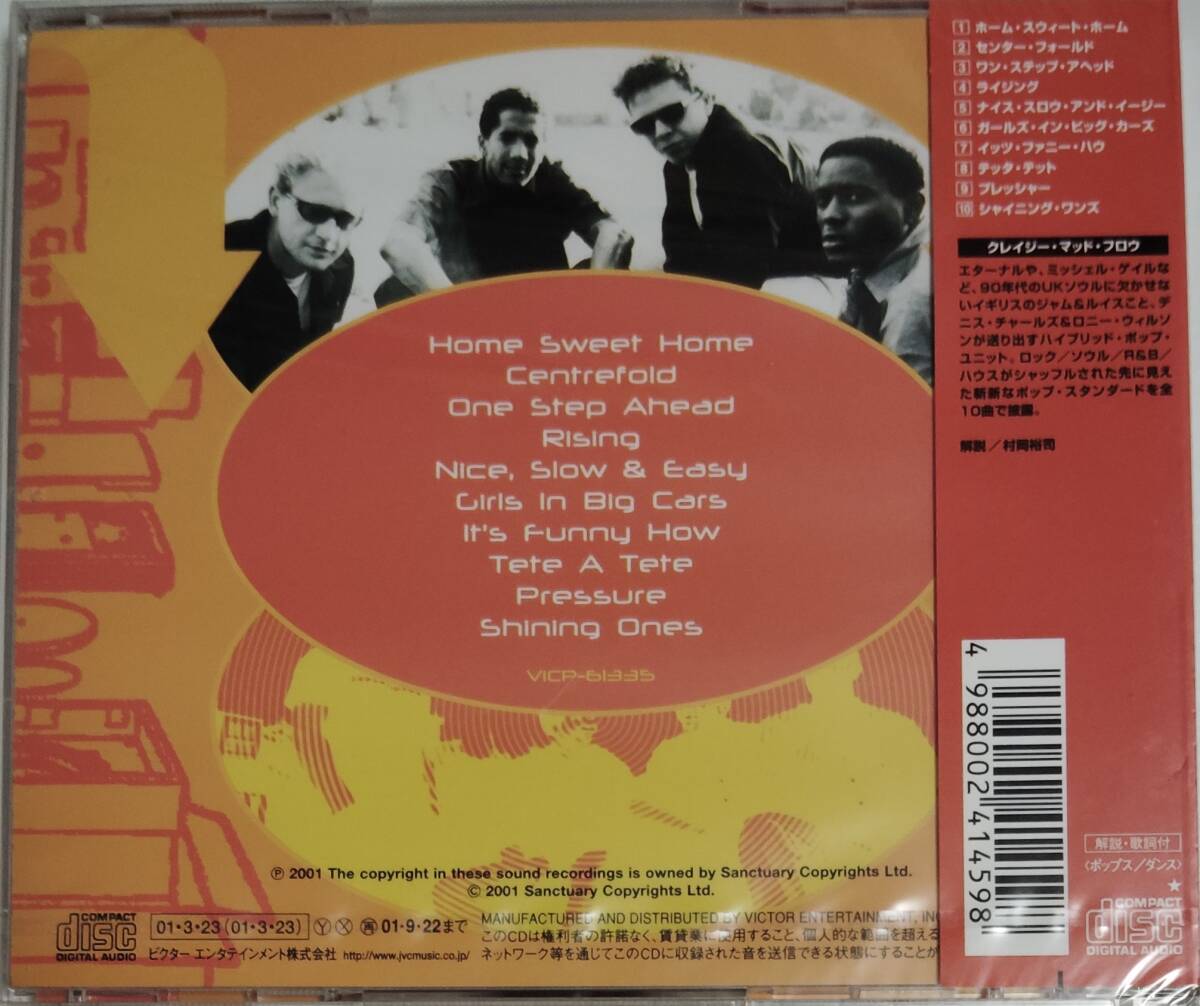 Home Sweet Home
Centrefold
One Step Ahead
Rising
Nice, Slow & Easy
Girls In Big Cars
It's Funny How
Tete A Tete
Pressure
Shining Ones
VICP-61335
℗ 2001 The copyright in these sound recordings is owned by Sanctuary Copyrights Ltd.
© 2001 Sanctuary Copyrights Ltd.
COMPACT
disc
DIGITAL AUDIO
01・3・23 (01・3・23) Ⓨ Ⓧ 再 01・9・22まで
ビクター エンタテインメント株式会社 http://www.jvcmusic.co.jp/
MANUFACTURED AND DISTRIBUTED BY VICTOR ENTERTAINMENT, INC
このCDは権利者の許諾なく、賃貸業に使用すること、個人的な範囲を超える
ネットワーク等を通じてこのCDに収録された音を送信できる状態にすることが
1 ホーム・スウィート・ホーム
2 センター・フォールド
3 ワン・ステップ・アヘッド
4 ライジング
5 ナイス・スロウ・アンド・イージー
6 ガールズ・イン・ビッグ・カーズ
7 イッツ・ファニー・ハウ
8 テッタ・テット
9 プレッシャー
10 シャイニング・ワンズ
クレイジー・マッド・フロウ
エターナルや、ミッシェル・ゲイルな
ど、90年代のUKソウルに欠かせな
いイギリスのジャム&ルイスこと、デ
ニス・チャールズ&ロニー・ウィルソ
ンが送り出すハイブリッド・ポップ・
ユニット。ロック/ソウル/R&B/
ハウスがシャッフルされた先に見え
た斬新なポップ・スタンダードを全
10曲で披露。
解説/村岡裕司
4 988002 414598
解説・歌詞付
〈ポップス/ダンス〉
★
COMPACT
disc
DIGITAL AUDIO